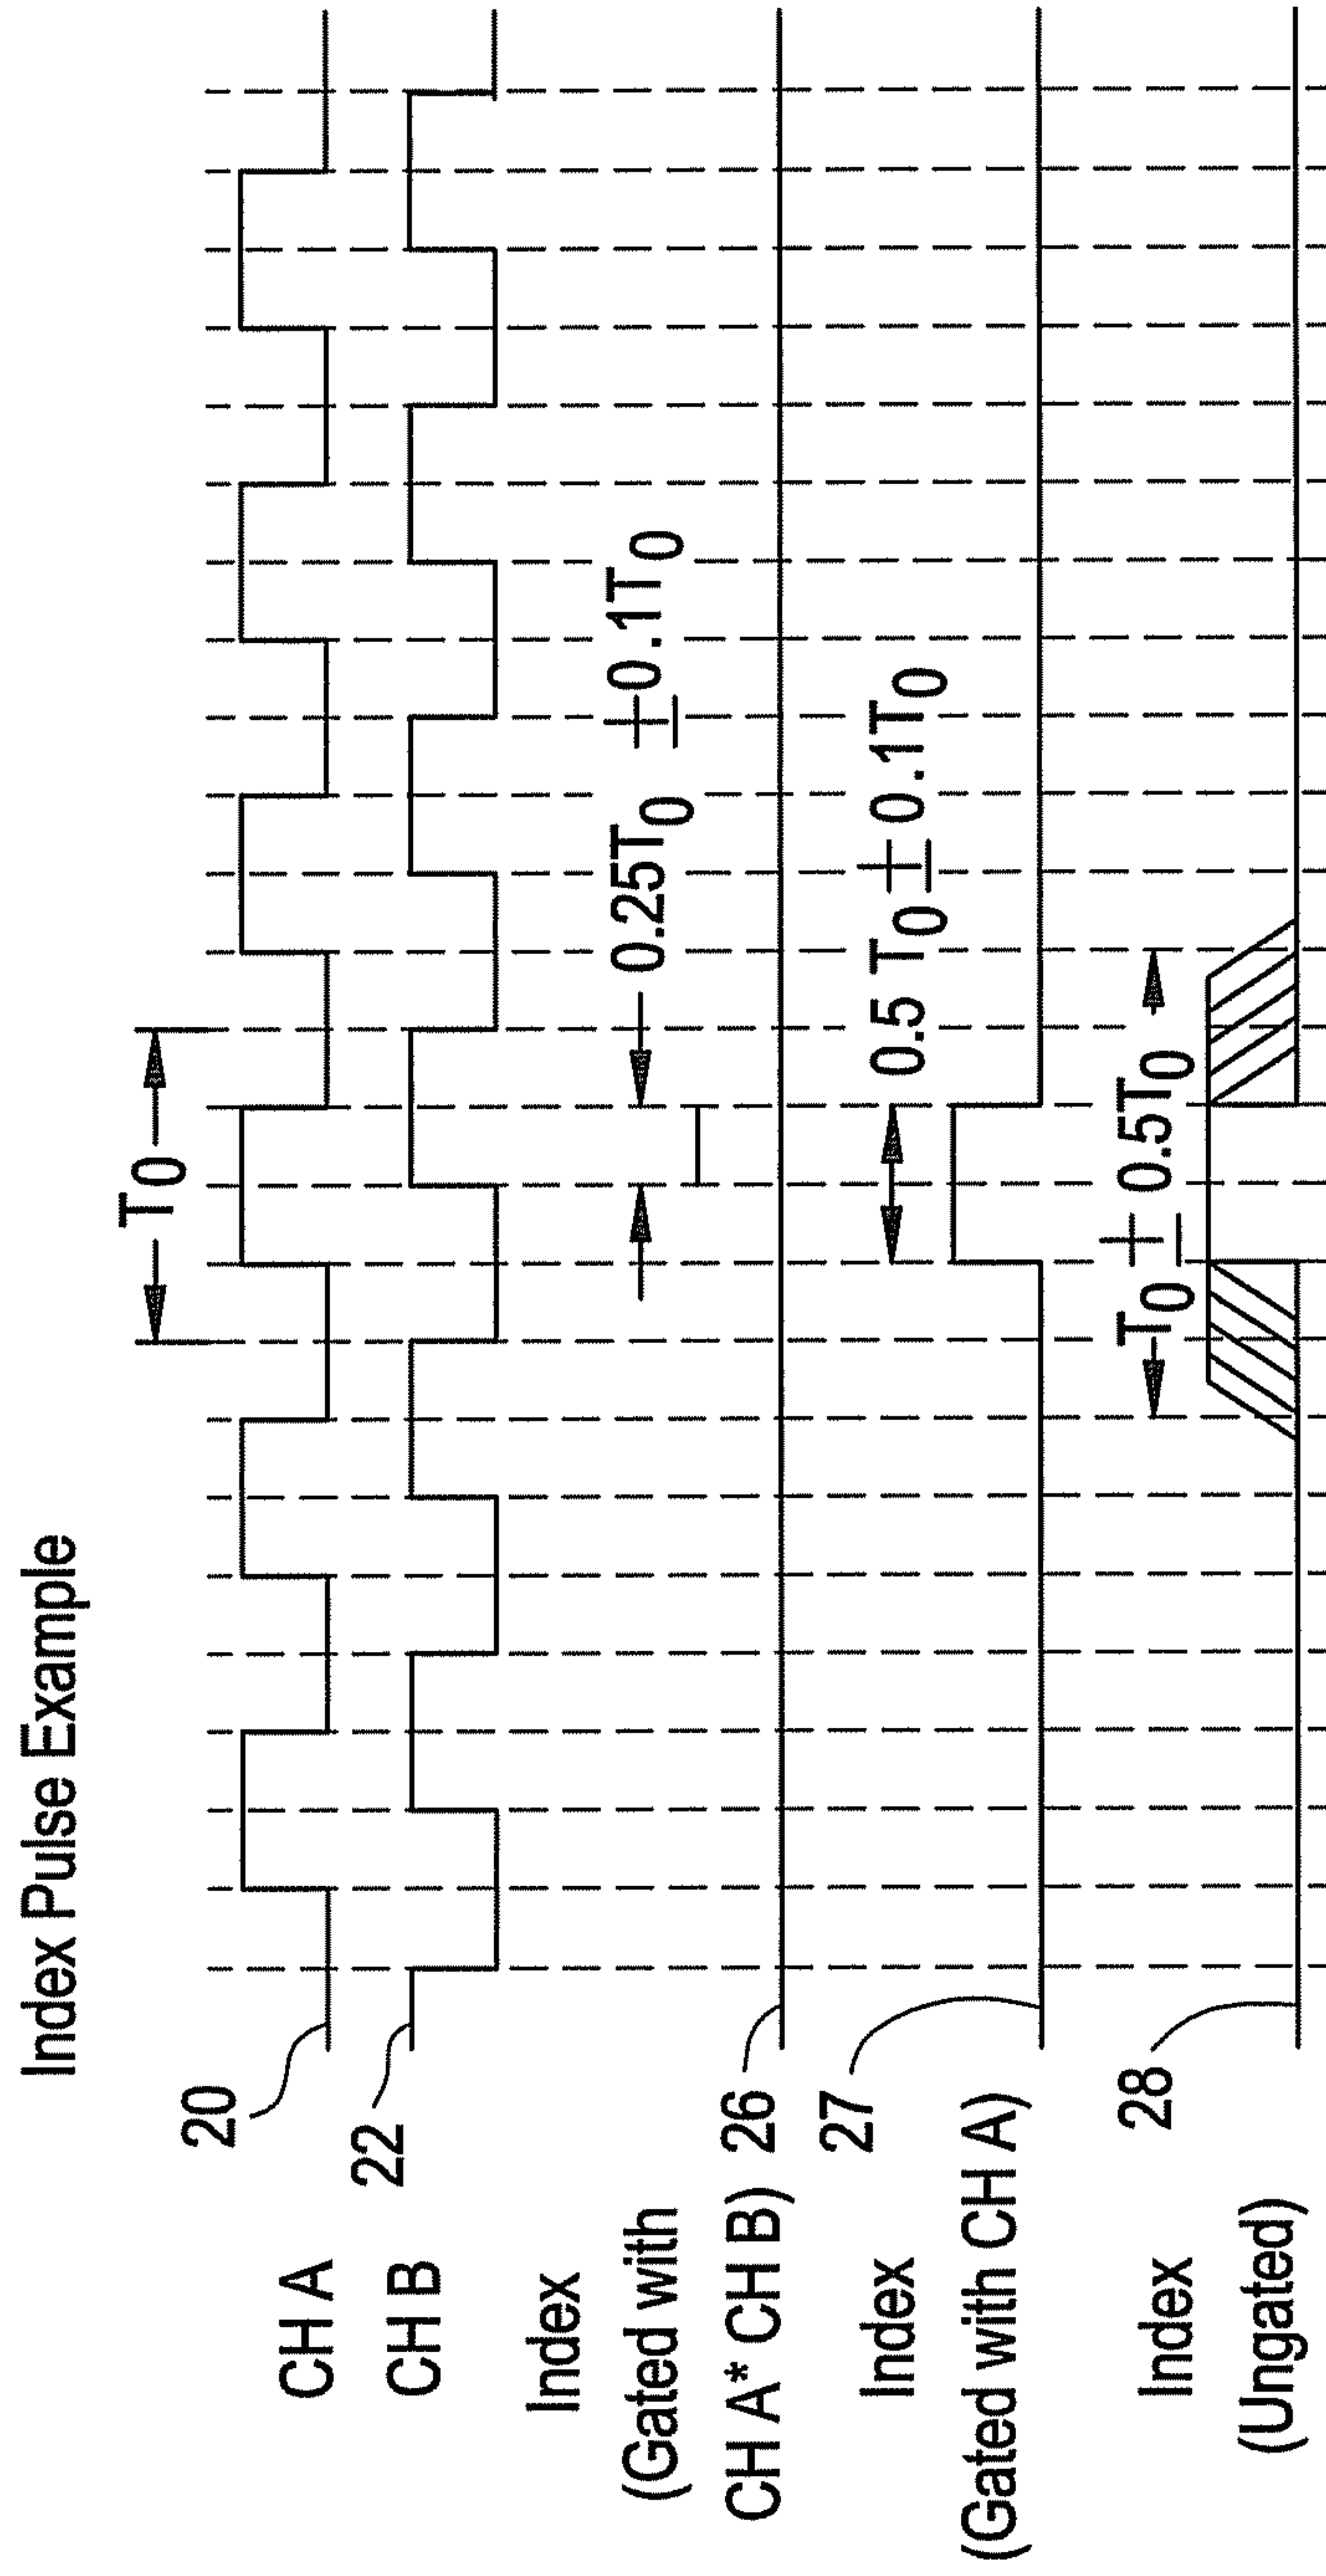 Index Pulse Example
T0
CH A 20
CH B 22
0.25T0 ±0.1T0
Index
(Gated with
CH A* CH B) 26
0.5 T0 ± 0.1T0
Index 27
(Gated with CH A)
T0 ± 0.5T0
Index 28
(Ungated)